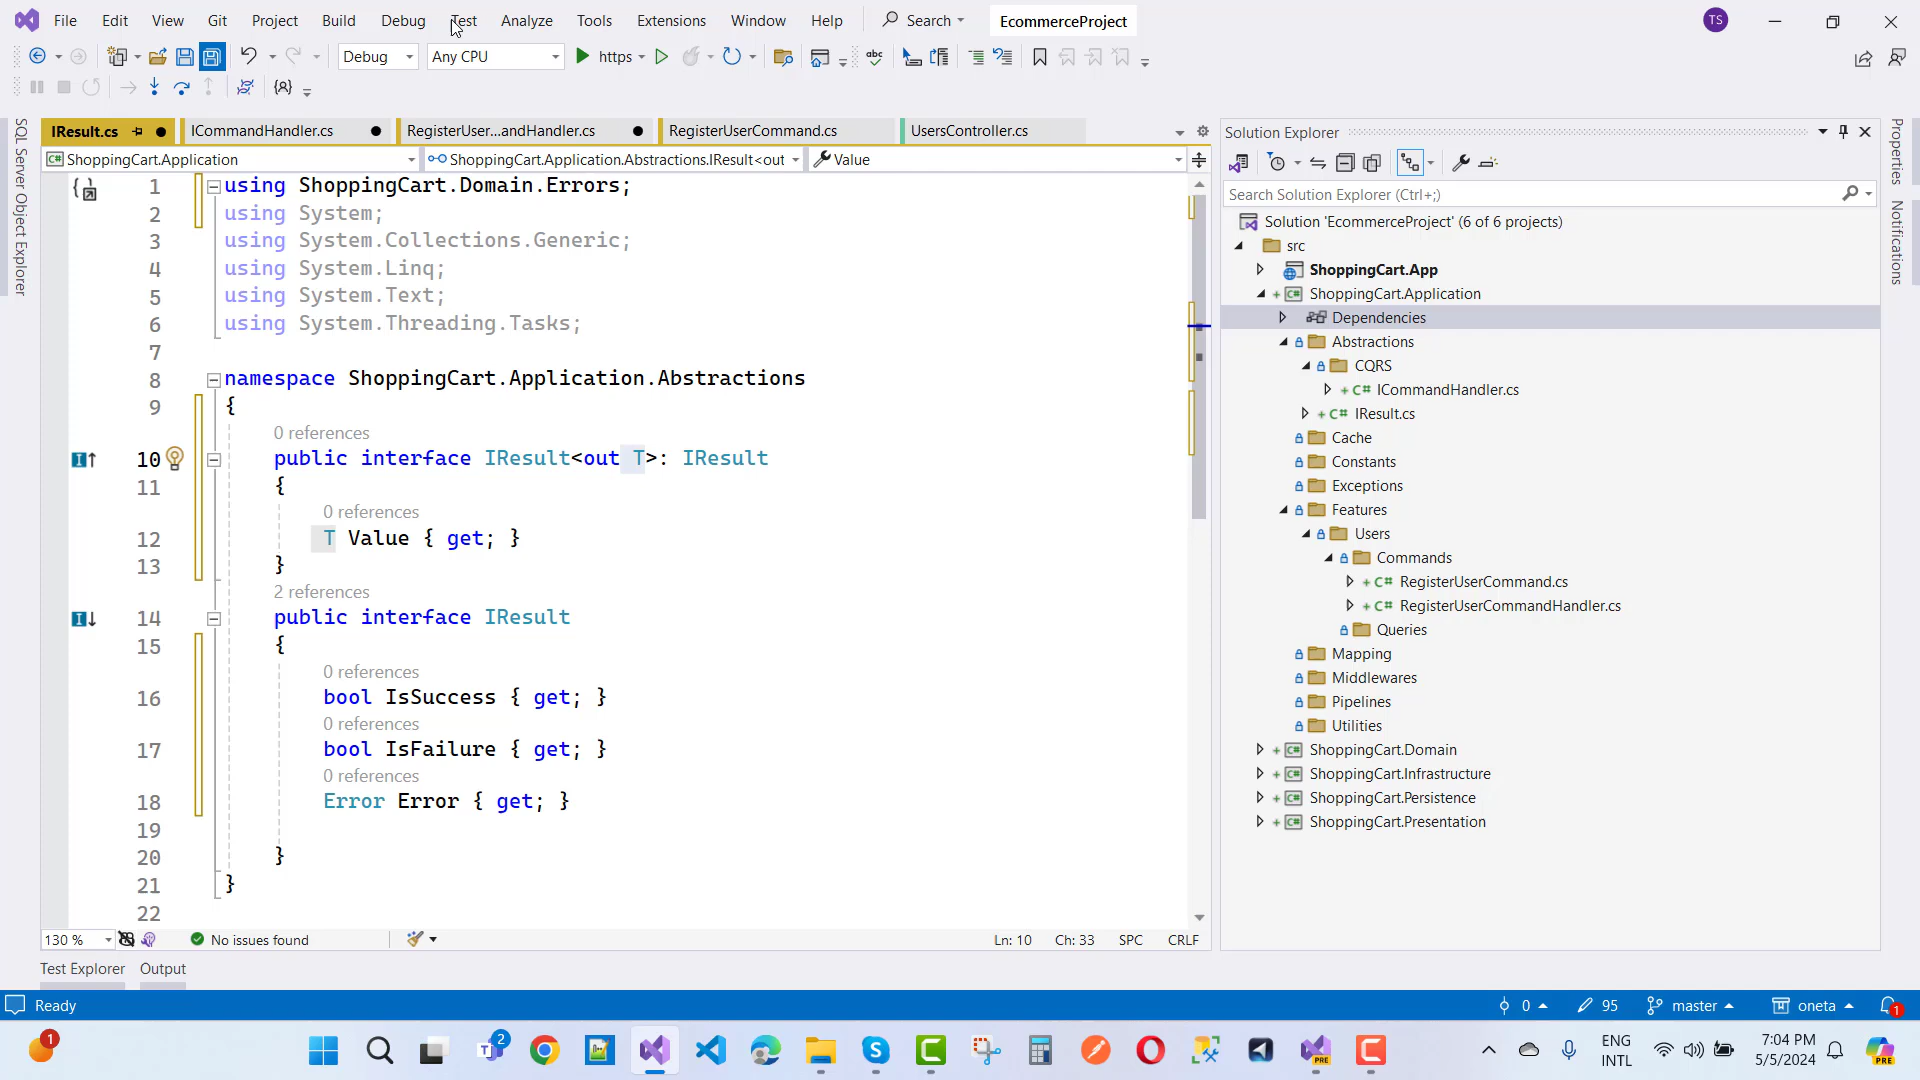 File Edit View Git Project Build Debug Test Analyze Tools Extensions Window Help Search EcommerceProject TS
Debug Any CPU https abc
IResult.cs ICommandHandler.cs RegisterUser...andHandler.cs RegisterUserCommand.cs UsersController.cs
ShoppingCart.Application ShoppingCart.Application.Abstractions.IResult<out Value
1 using ShoppingCart.Domain.Errors;
2 using System;
3 using System.Collections.Generic;
4 using System.Linq;
5 using System.Text;
6 using System.Threading.Tasks;
7
8 namespace ShoppingCart.Application.Abstractions
9 {
0 references
10 public interface IResult<out T>: IResult
11 {
0 references
12 T Value { get; }
13 }
2 references
14 public interface IResult
15 {
0 references
16 bool IsSuccess { get; }
0 references
17 bool IsFailure { get; }
0 references
18 Error Error { get; }
19
20 }
21 }
22
130 % No issues found Ln: 10 Ch: 33 SPC CRLF
Test Explorer Output
SQL Server Object Explorer
Solution Explorer
Search Solution Explorer (Ctrl+;)
Solution 'EcommerceProject' (6 of 6 projects)
src
ShoppingCart.App
ShoppingCart.Application
Dependencies
Abstractions
CQRS
ICommandHandler.cs
IResult.cs
Cache
Constants
Exceptions
Features
Users
Commands
RegisterUserCommand.cs
RegisterUserCommandHandler.cs
Queries
Mapping
Middlewares
Pipelines
Utilities
ShoppingCart.Domain
ShoppingCart.Infrastructure
ShoppingCart.Persistence
ShoppingCart.Presentation
Properties
Notifications
Ready 0 95 master oneta 1
1 2 PRE ENG
INTL 7:04 PM
5/5/2024 PRE